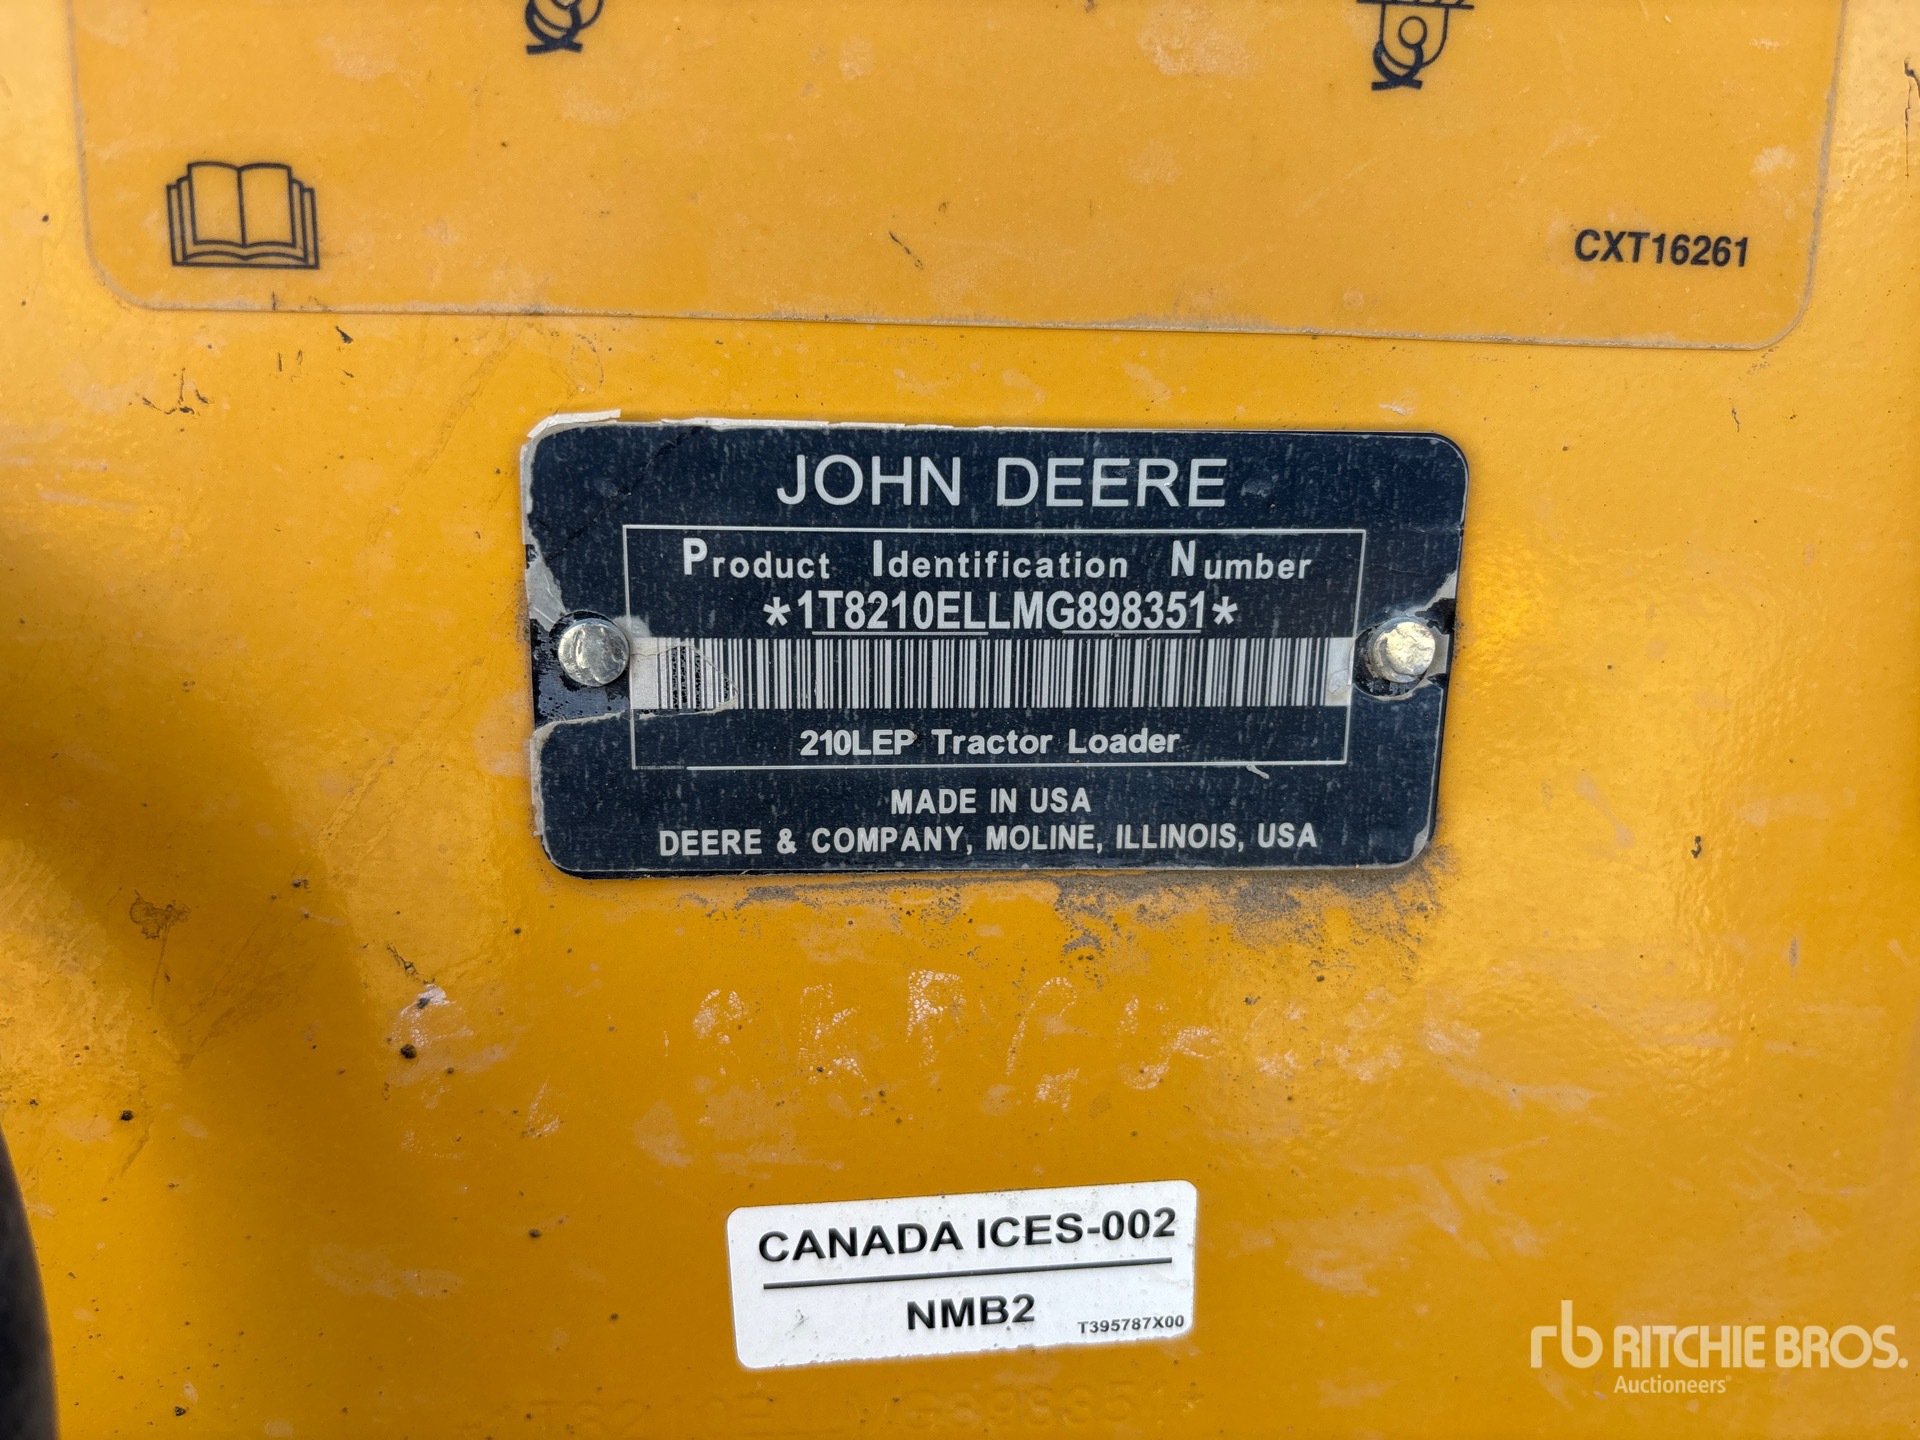 CXT16261
JOHN DEERE
Product Identification Number
*1T8210ELLMG898351*
210LEP Tractor Loader
MADE IN USA
DEERE & COMPANY, MOLINE, ILLINOIS, USA
CANADA ICES-002
NMB2
T395787X00
rb RITCHIE BROS.
Auctioneers